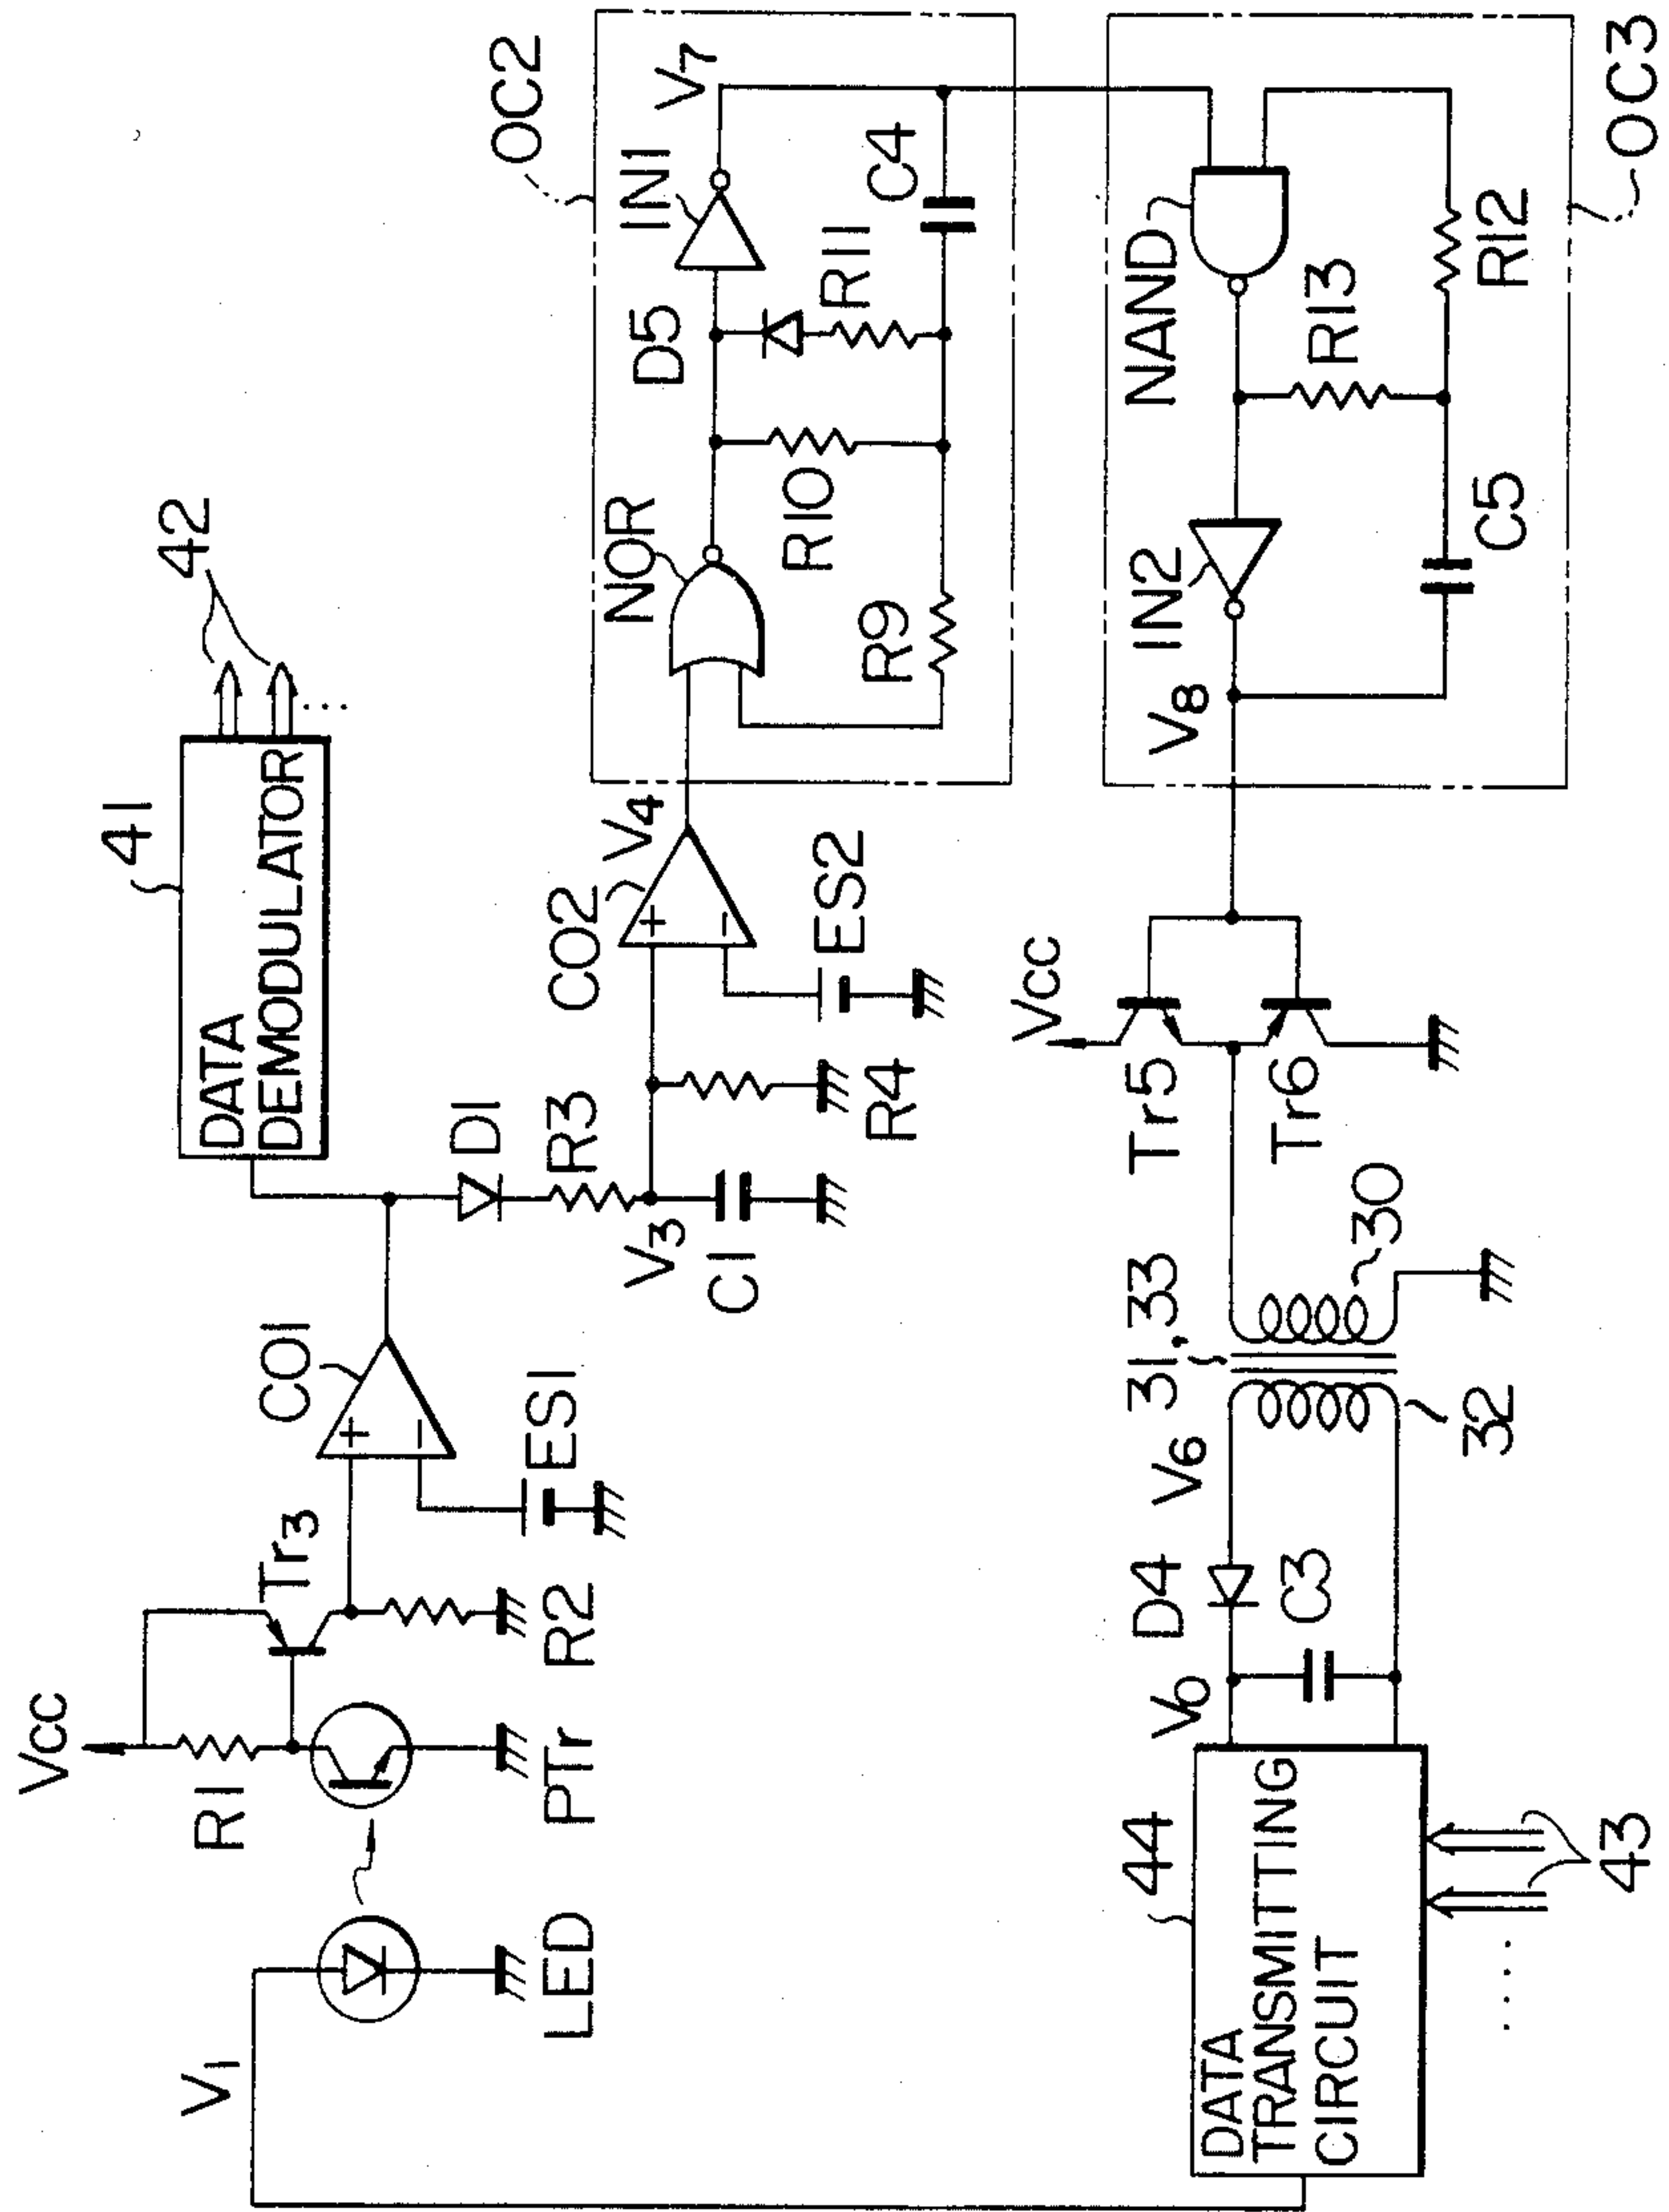 42
41
DATA
DEMODULATOR
OC2
V7
IN1
C4
D5
R11
NOR
R10
R9
V4
CO2
ES2
D1
R3
R4
V3
C1
CO1
ES1
Tr3
R2
Vcc
R1
PTr
LED
V1
OC3
NAND
R13
R12
IN2
C5
V8
Vcc
Tr5
Tr6
31,33
30
32
V6
D4
C3
V0
44
DATA
TRANSMITTING
CIRCUIT
43